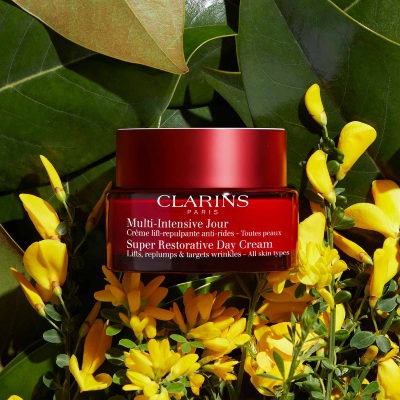 CLARINS
PARIS
Multi-Intensive Jour
Crème lift-repulpante anti-rides - Toutes peaux
Super Restorative Day Cream
Lifts, replumps & targets wrinkles - All skin types